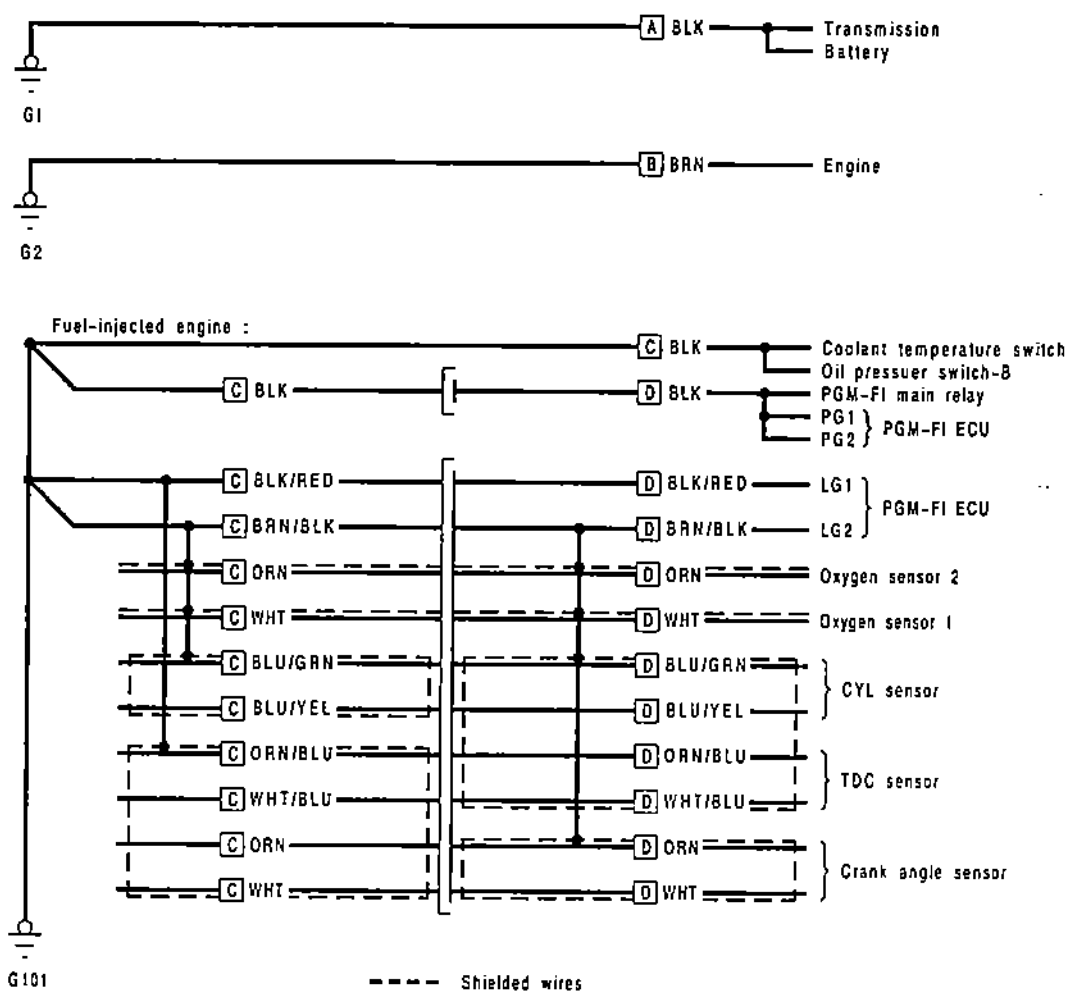 A BLK Transmission
Battery
G1
B BRN Engine
G2
Fuel-injected engine :
C BLK Coolant temperature switch
Oil pressuer switch-B
C BLK D BLK PGM-FI main relay
PG1
PG2 PGM-FI ECU
C BLK/RED D BLK/RED LG1
PGM-FI ECU
C BRN/BLK D BRN/BLK LG2
C ORN D ORN Oxygen sensor 2
C WHT D WHT Oxygen sensor 1
C BLU/GRN D BLU/GRN
CYL sensor
C BLU/YEL D BLU/YEL
C ORN/BLU D ORN/BLU
TDC sensor
C WHT/BLU D WHT/BLU
C ORN D ORN
Crank angle sensor
C WHT D WHT
G101
Shielded wires